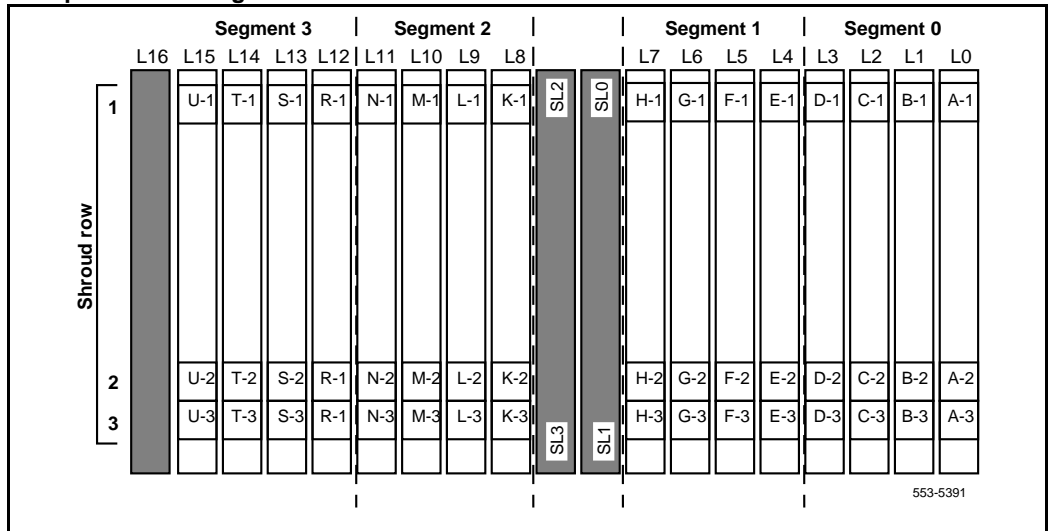 Segment 3 Segment 2 Segment 1 Segment 0
L16 L15 L14 L13 L12 L11 L10 L9 L8 L7 L6 L5 L4 L3 L2 L1 L0
1 U-1 T-1 S-1 R-1 N-1 M-1 L-1 K-1 SL2 SL0 H-1 G-1 F-1 E-1 D-1 C-1 B-1 A-1
Shroud row
2 U-2 T-2 S-2 R-1 N-2 M-2 L-2 K-2 H-2 G-2 F-2 E-2 D-2 C-2 B-2 A-2
3 U-3 T-3 S-3 R-1 N-3 M-3 L-3 K-3 SL3 SL1 H-3 G-3 F-3 E-3 D-3 C-3 B-3 A-3
553-5391